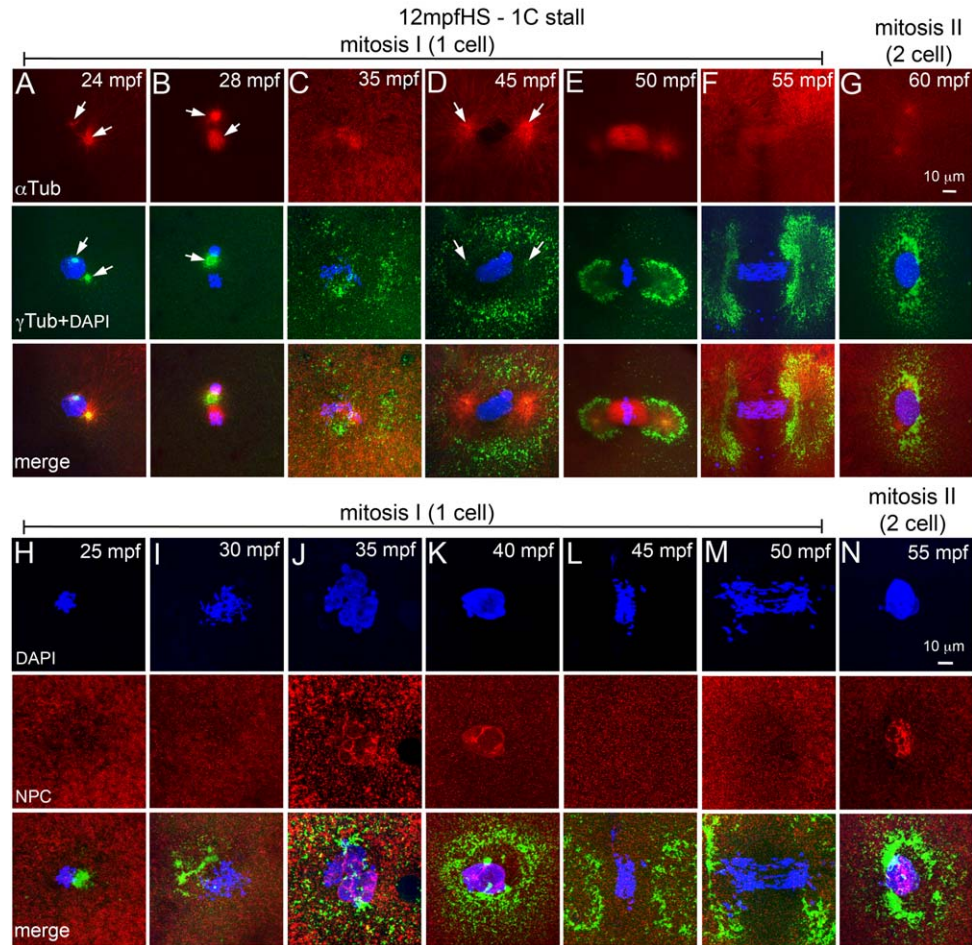 12mpfHS - 1C stall
mitosis I (1 cell)
mitosis II
(2 cell)
A 24 mpf
B 28 mpf
C 35 mpf
D 45 mpf
E 50 mpf
F 55 mpf
G 60 mpf
αTub
10 μm
γTub+DAPI
merge
mitosis I (1 cell)
mitosis II
(2 cell)
H 25 mpf
I 30 mpf
J 35 mpf
K 40 mpf
L 45 mpf
M 50 mpf
N 55 mpf
DAPI
10 μm
NPC
merge